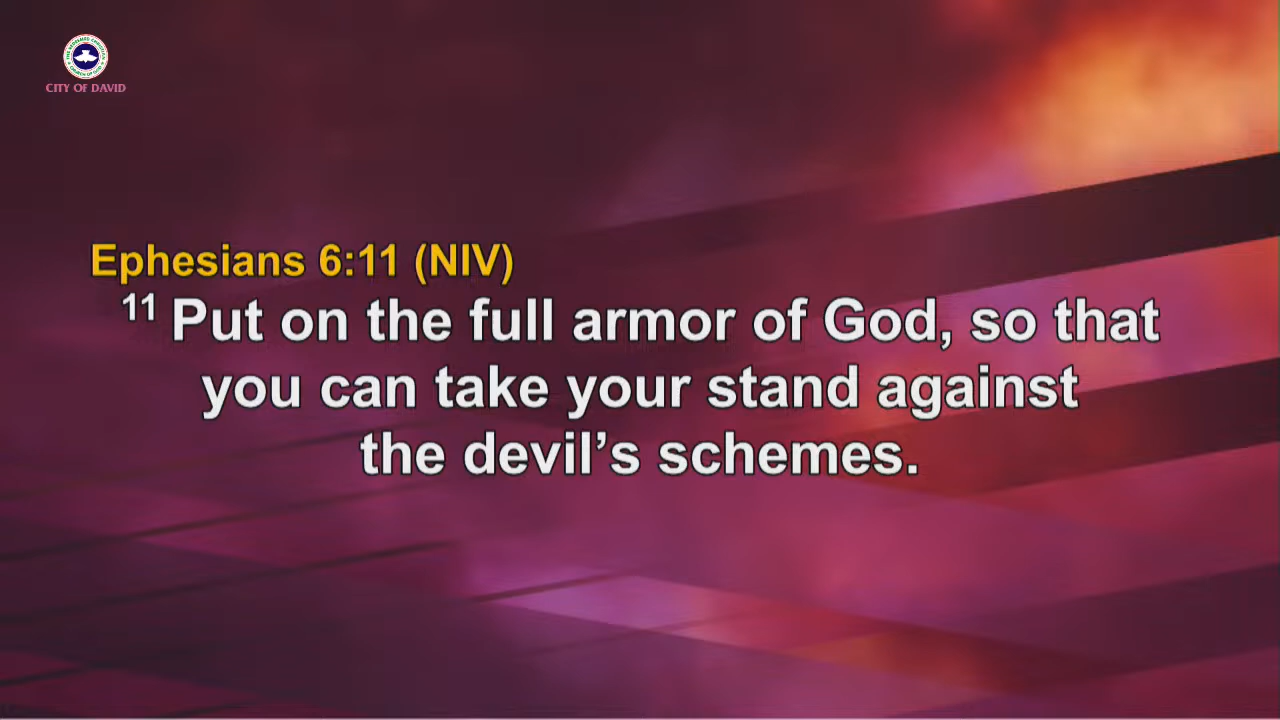 CITY OF DAVID
Ephesians 6:11 (NIV)
11 Put on the full armor of God, so that
you can take your stand against
the devil’s schemes.